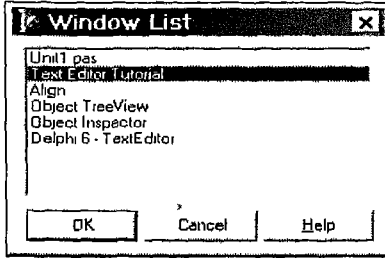 Window List
Unit1 pas
Text Editor Tutorial
Align
Object TreeView
Object Inspector
Delphi 6 - TextEditor
OK Cancel Help